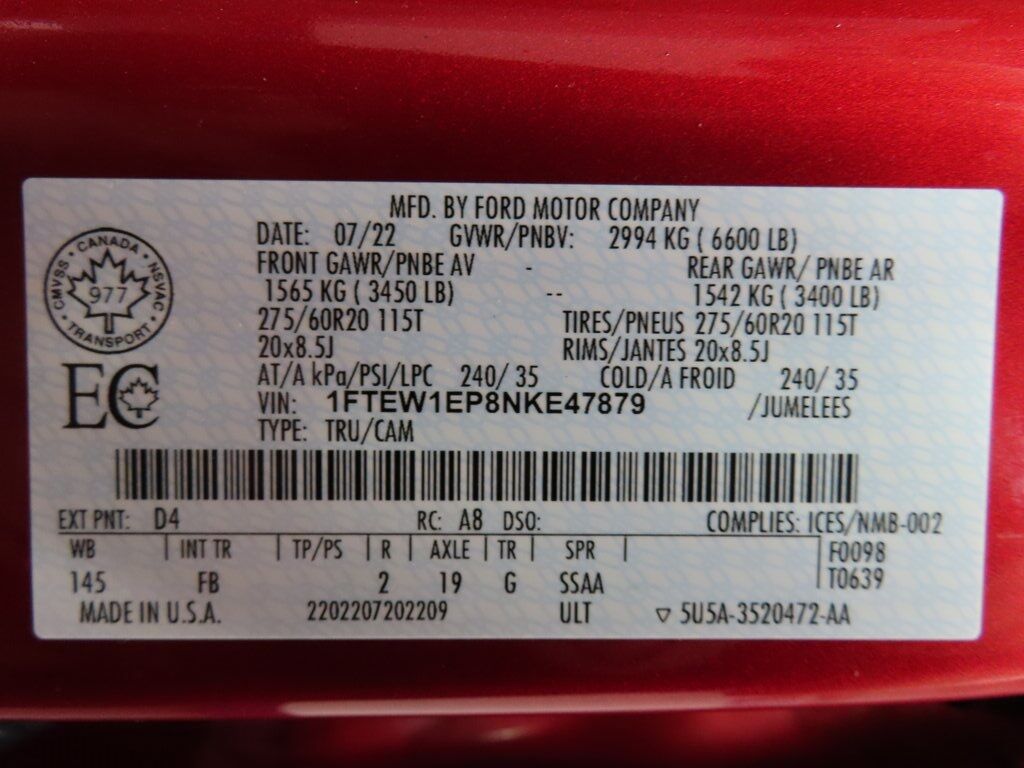 MFD. BY FORD MOTOR COMPANY
DATE: 07/22 GVWR/PNBV: 2994 KG ( 6600 LB)
FRONT GAWR/PNBE AV - REAR GAWR/ PNBE AR
1565 KG ( 3450 LB) -- 1542 KG ( 3400 LB)
275/60R20 115T TIRES/PNEUS 275/60R20 115T
20x8.5J RIMS/JANTES 20x8.5J
AT/A kPa/PSI/LPC 240/ 35 COLD/A FROID 240/ 35
VIN: 1FTEW1EP8NKE47879 /JUMELEES
TYPE: TRU/CAM
CANADA
CMVSS • NSVAC
977
TRANSPORT
EC
EXT PNT: D4 RC: A8 DSO: COMPLIES: ICES/NMB-002
WB | INT TR | TP/PS | R | AXLE | TR | SPR | F0098
145 FB 2 19 G SSAA | T0639
MADE IN U.S.A. 2202207202209 ULT ▽ 5U5A-3520472-AA